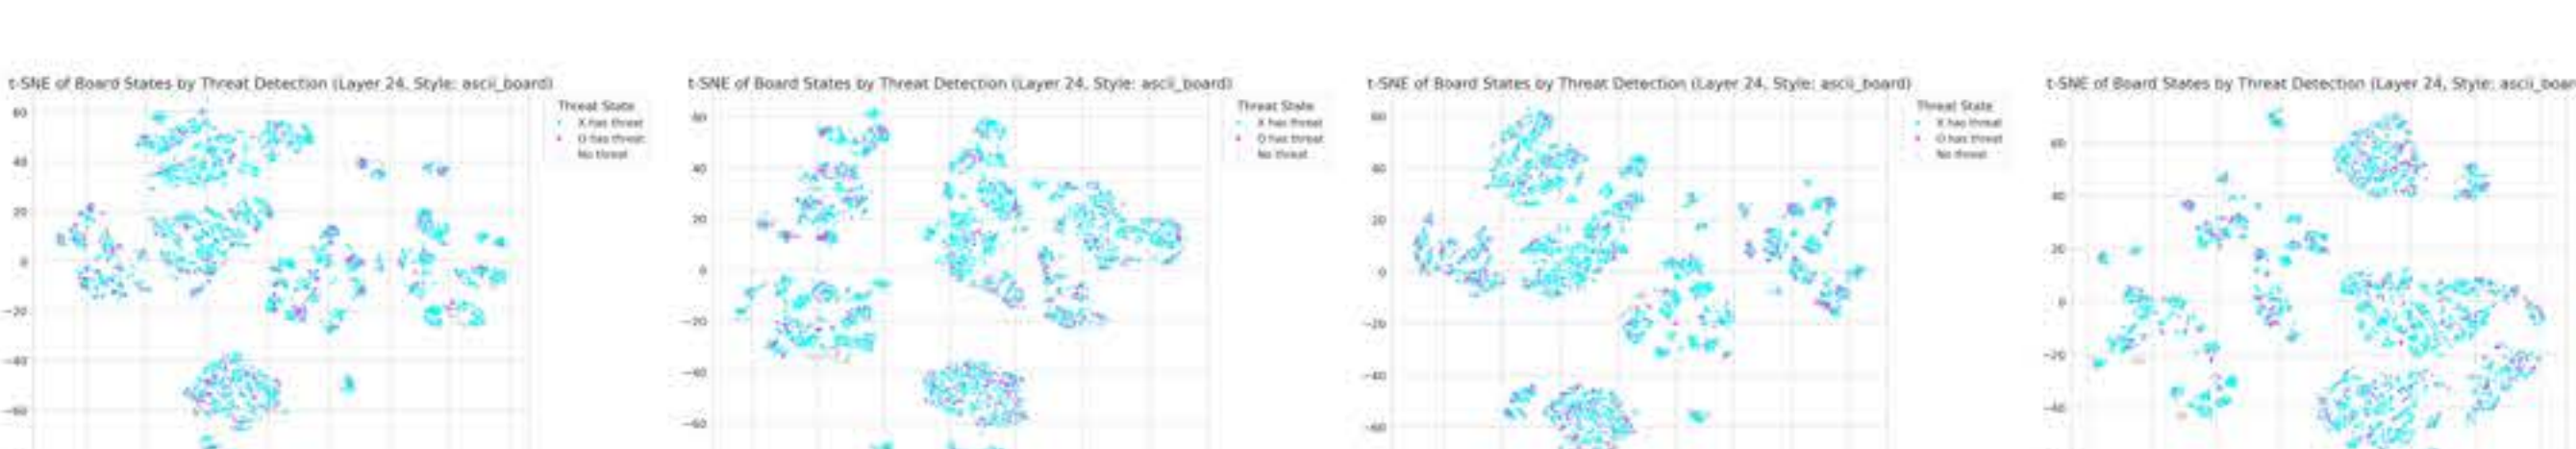 t-SNE of Board States by Threat Detection (Layer 24, Style: ascii_board)
Threat State
X has threat
O has threat
No threat
60
40
20
0
−20
−40
−60
t-SNE of Board States by Threat Detection (Layer 24, Style: ascii_board)
Threat State
X has threat
O has threat
No threat
60
40
20
0
−20
−40
−60
t-SNE of Board States by Threat Detection (Layer 24, Style: ascii_board)
Threat State
X has threat
O has threat
No threat
60
40
20
0
−20
−40
−60
t-SNE of Board States by Threat Detection (Layer 24, Style: ascii_boar
60
40
20
0
−20
−40